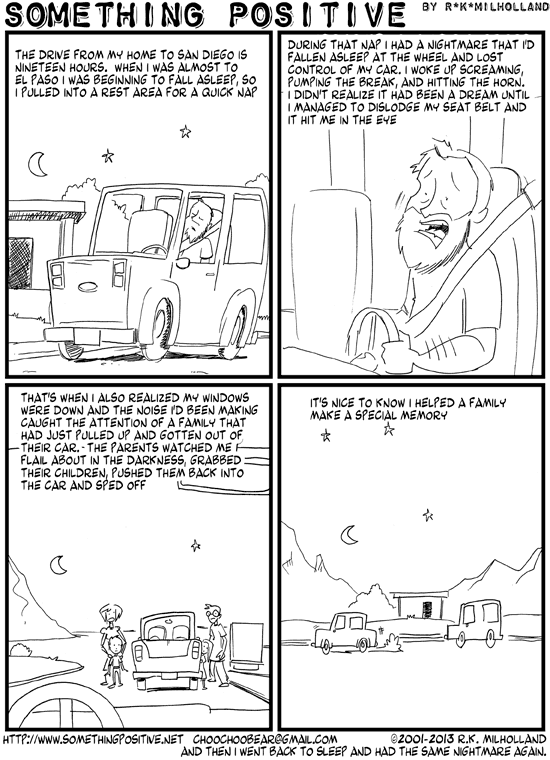 SOMETHING POSITIVE BY R*K*MILHOLLAND
THE DRIVE FROM MY HOME TO SAN DIEGO IS
NINETEEN HOURS. WHEN I WAS ALMOST TO
EL PASO I WAS BEGINNING TO FALL ASLEEP, SO
I PULLED INTO A REST AREA FOR A QUICK NAP
DURING THAT NAP I HAD A NIGHTMARE THAT I'D
FALLEN ASLEEP AT THE WHEEL AND LOST
CONTROL OF MY CAR. I WOKE UP SCREAMING,
PUMPING THE BREAK, AND HITTING THE HORN.
I DIDN'T REALIZE IT HAD BEEN A DREAM UNTIL
I MANAGED TO DISLODGE MY SEAT BELT AND
IT HIT ME IN THE EYE
THAT'S WHEN I ALSO REALIZED MY WINDOWS
WERE DOWN AND THE NOISE I'D BEEN MAKING
CAUGHT THE ATTENTION OF A FAMILY THAT
HAD JUST PULLED UP AND GOTTEN OUT OF
THEIR CAR. - THE PARENTS WATCHED ME
FLAIL ABOUT IN THE DARKNESS, GRABBED
THEIR CHILDREN, PUSHED THEM BACK INTO
THE CAR AND SPED OFF
IT'S NICE TO KNOW I HELPED A FAMILY
MAKE A SPECIAL MEMORY
HTTP://WWW.SOMETHINGPOSITIVE.NET CHOOCHOOBEAR@GMAIL.COM ©2001-2013 R.K. MILHOLLAND
AND THEN I WENT BACK TO SLEEP AND HAD THE SAME NIGHTMARE AGAIN.